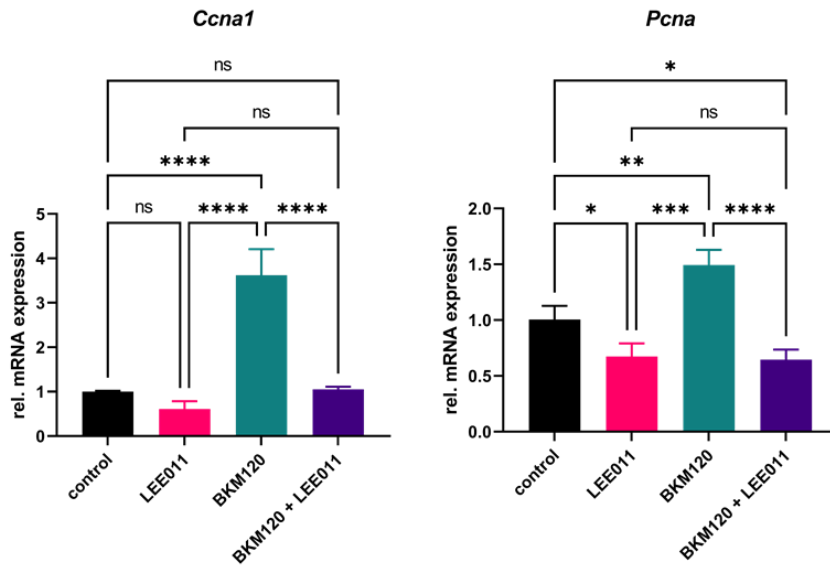 Ccna1
ns
ns
****
ns
****
****
rel. mRNA expression
5
4
3
2
1
0
control
LEE011
BKM120
BKM120 + LEE011
Pcna
*
ns
**
*
***
****
rel. mRNA expression
2.0
1.5
1.0
0.5
0.0
control
LEE011
BKM120
BKM120 + LEE011